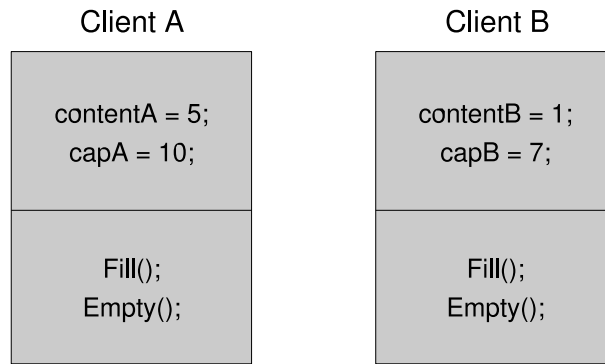 Client A
contentA = 5;
capA = 10;
Fill();
Empty();
Client B
contentB = 1;
capB = 7;
Fill();
Empty();